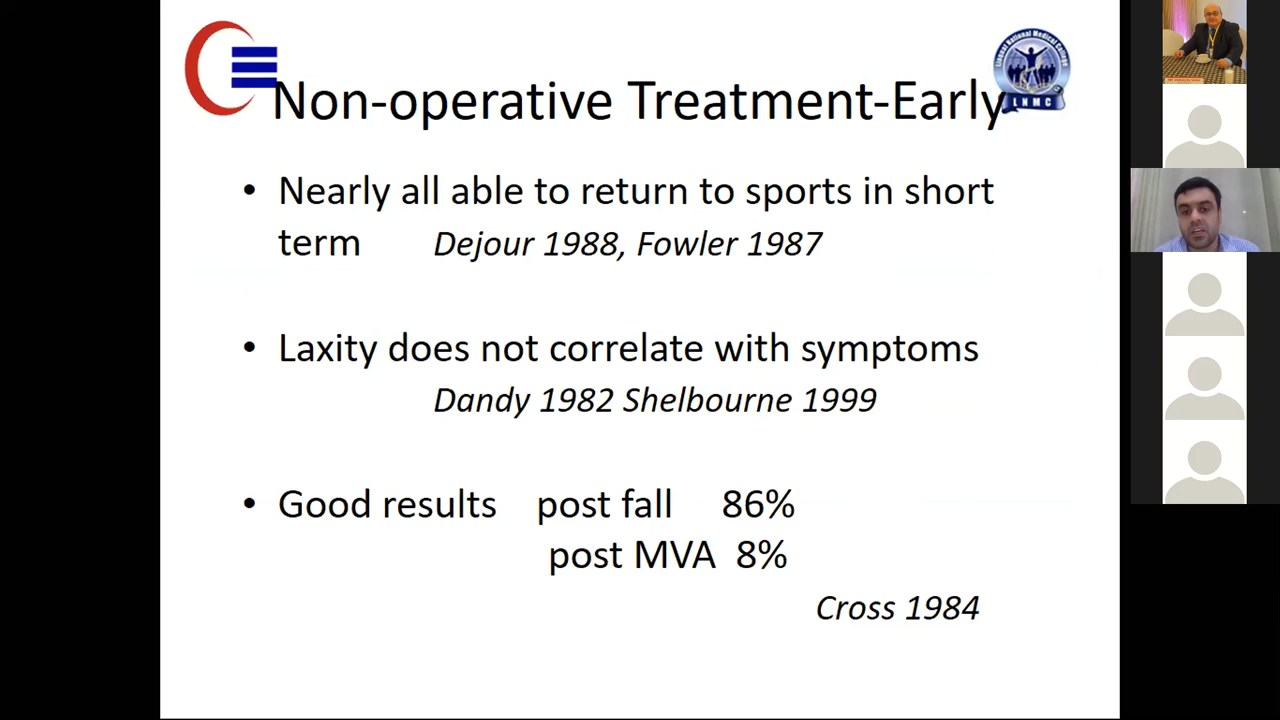 Non-operative Treatment-Early
• Nearly all able to return to sports in short
term Dejour 1988, Fowler 1987
• Laxity does not correlate with symptoms
Dandy 1982 Shelbourne 1999
• Good results post fall 86%
post MVA 8%
Cross 1984
LNMC